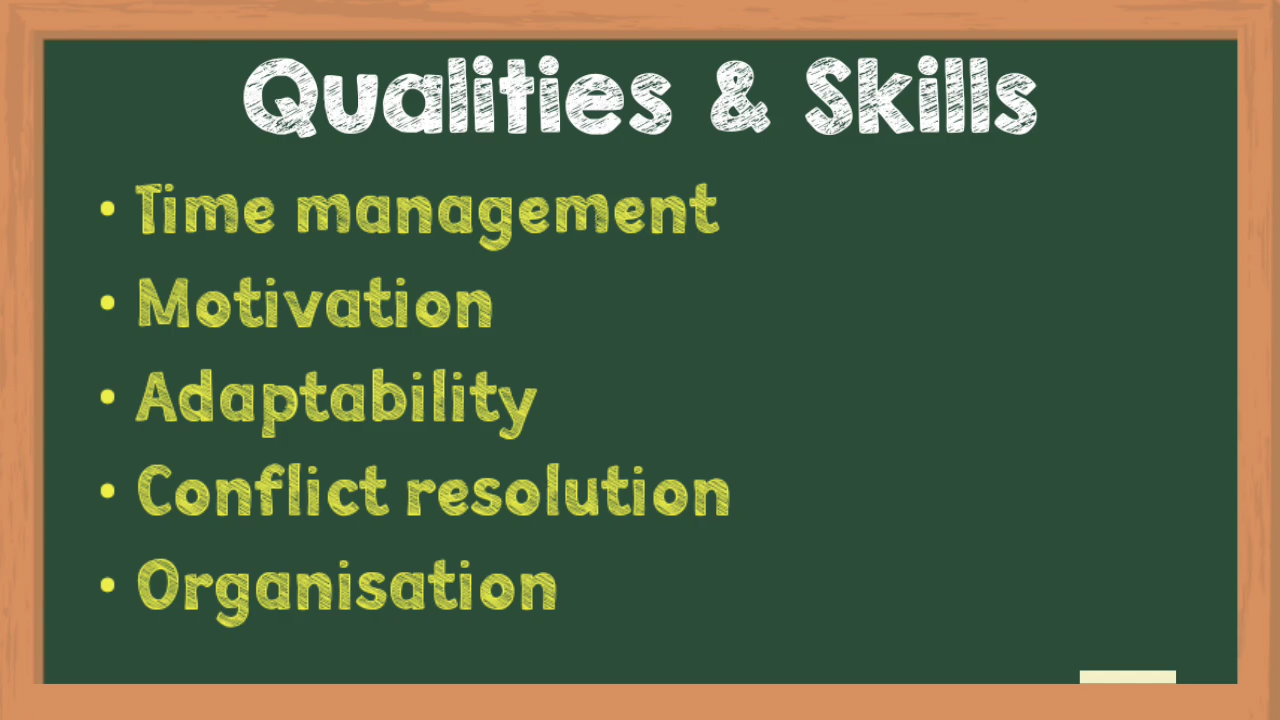 Qualities & Skills
• Time management
• Motivation
• Adaptability
• Conflict resolution
• Organisation